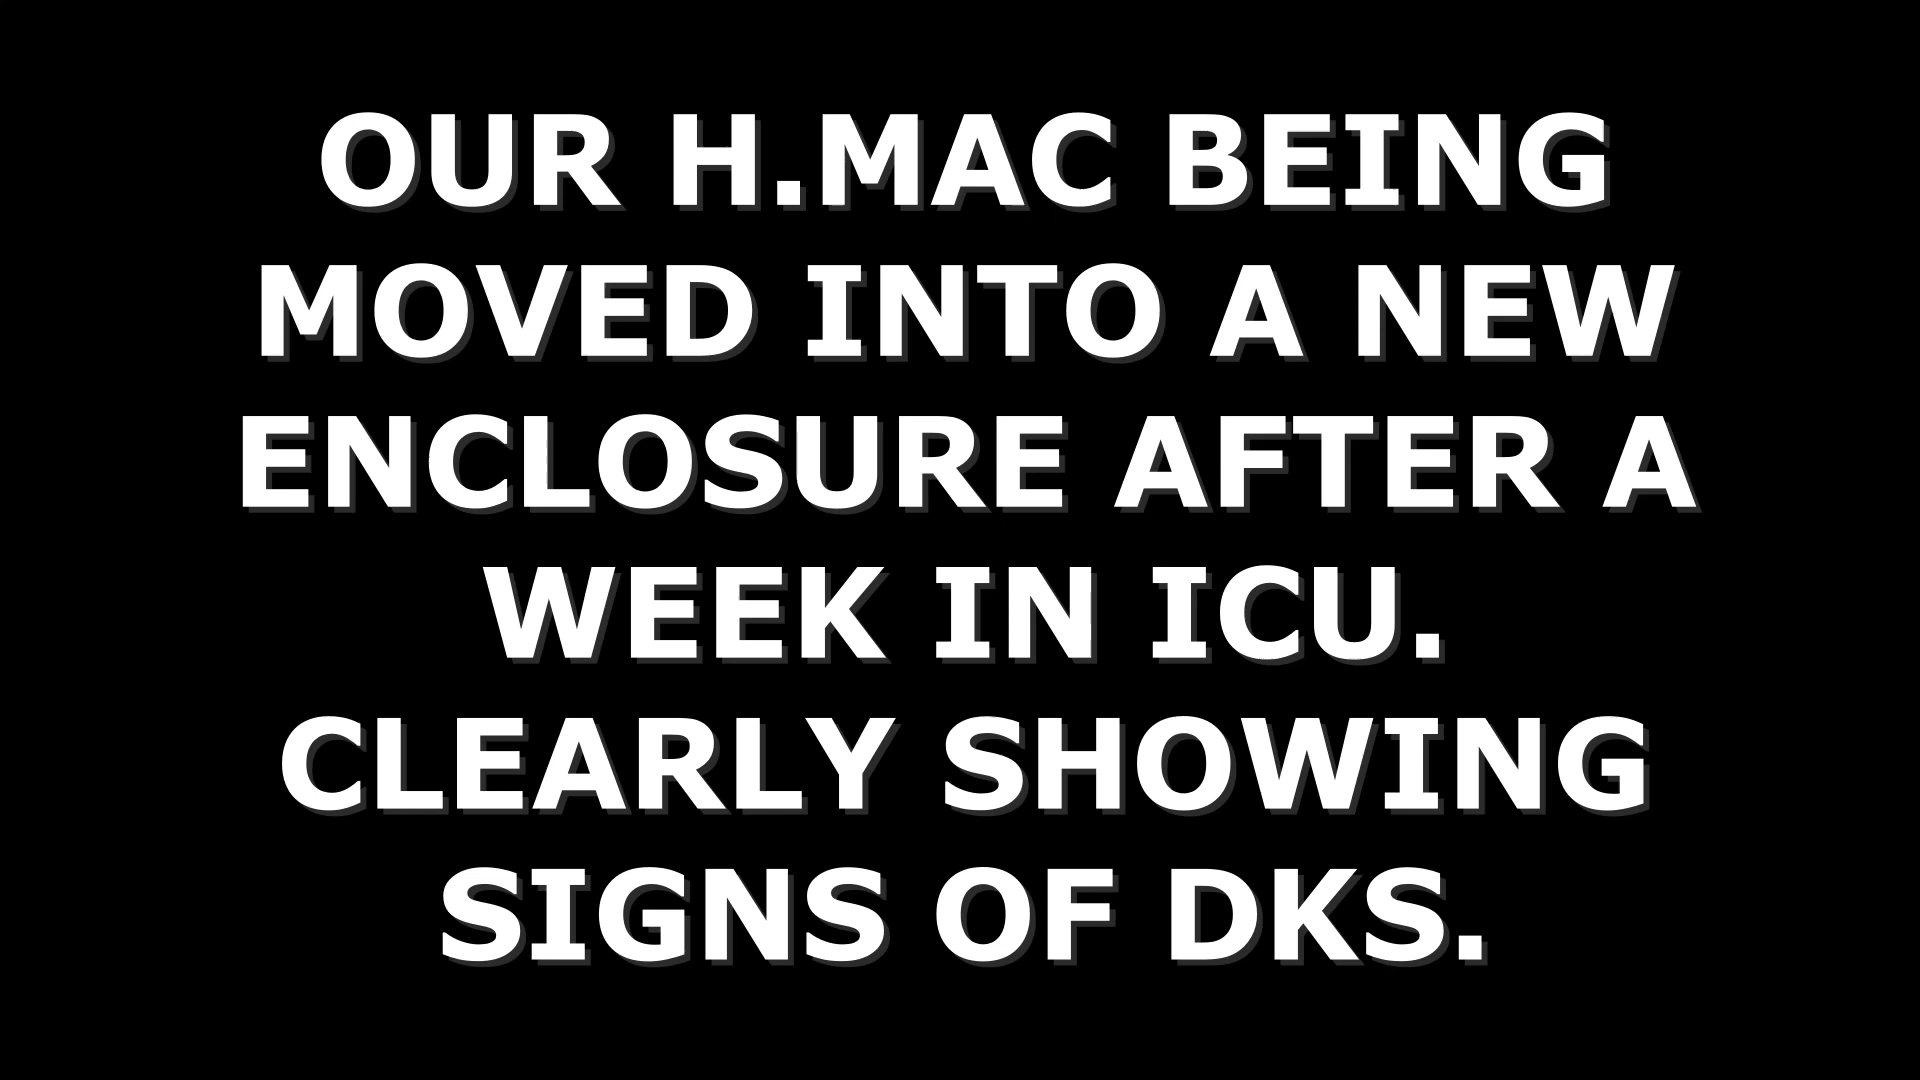 OUR H.MAC BEING
MOVED INTO A NEW
ENCLOSURE AFTER A
WEEK IN ICU.
CLEARLY SHOWING
SIGNS OF DKS.